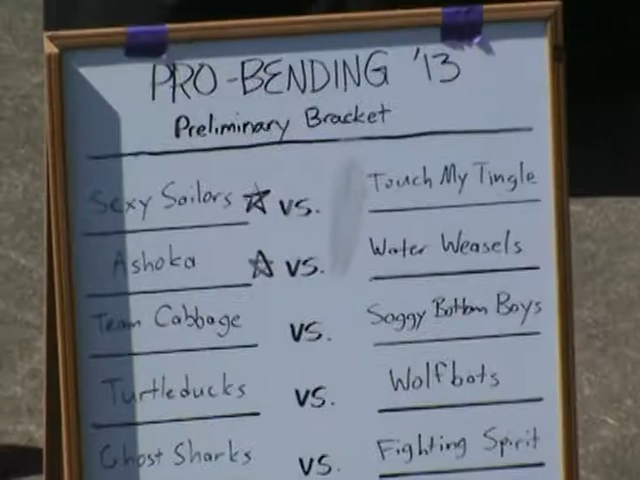 PRO-BENDING '13
Preliminary Bracket
Sexy Sailors ☆ vs. Touch My Tingle
Ashoka ☆ vs. Water Weasels
Team Cabbage vs. Soggy Bottom Boys
Turtleducks vs. Wolfbats
Ghost Sharks vs. Fighting Spirit